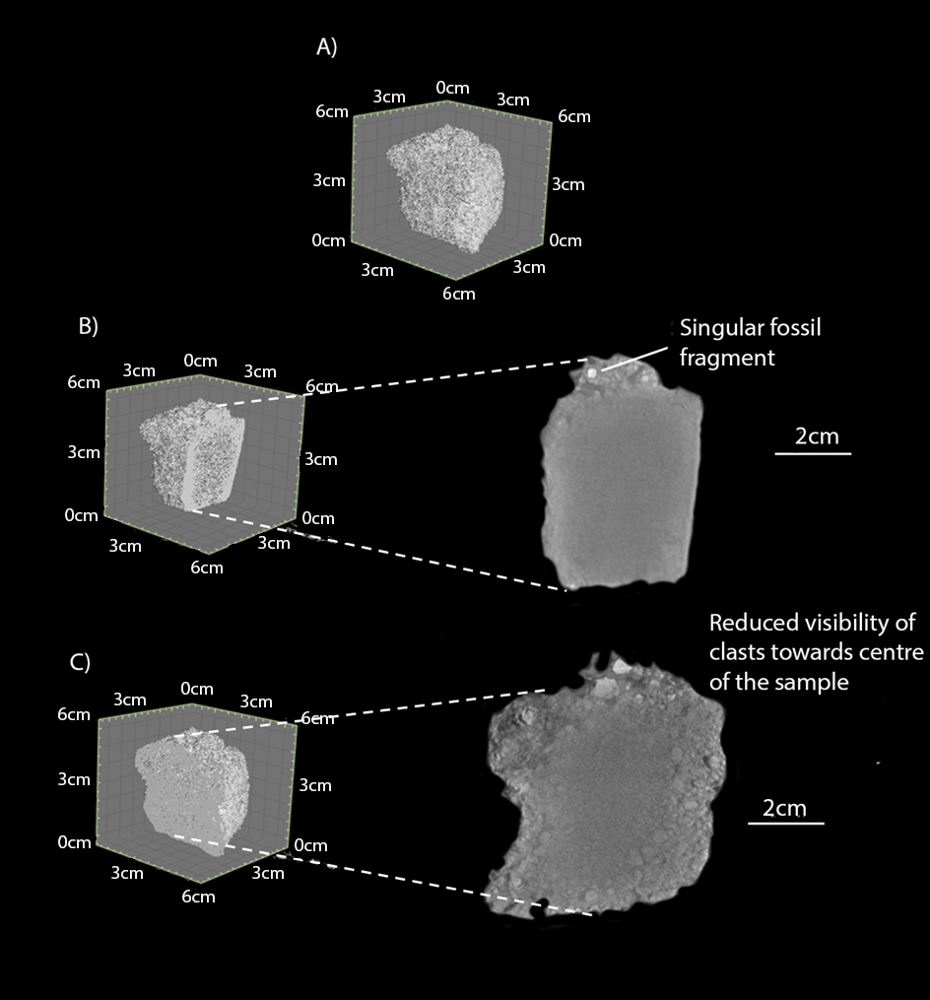 A)
0cm
3cm 3cm
6cm 6cm
3cm 3cm
0cm 0cm
3cm 3cm
6cm
B)
0cm
3cm 3cm
6cm 6cm
3cm 3cm
0cm 0cm
3cm 3cm
6cm
Singular fossil
fragment
2cm
C)
0cm
3cm 3cm
6cm 6cm
3cm 3cm
0cm 0cm
3cm 3cm
6cm
Reduced visibility of
clasts towards centre
of the sample
2cm